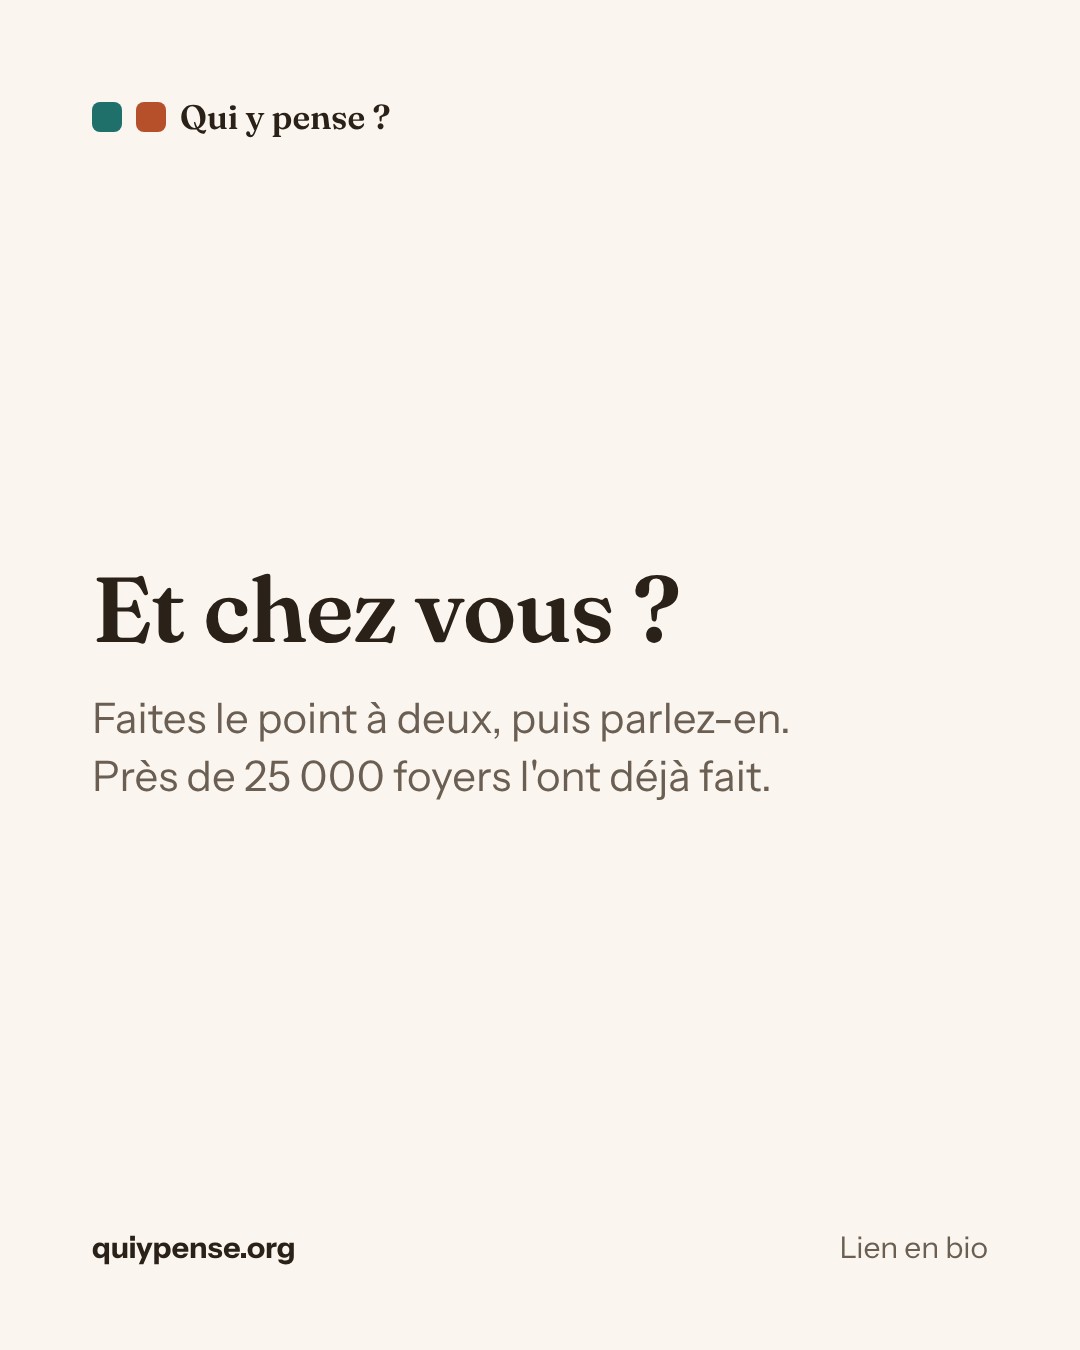 Qui y pense ?
Et chez vous ?
Faites le point à deux, puis parlez-en.
Près de 25 000 foyers l'ont déjà fait.
quiypense.org
Lien en bio